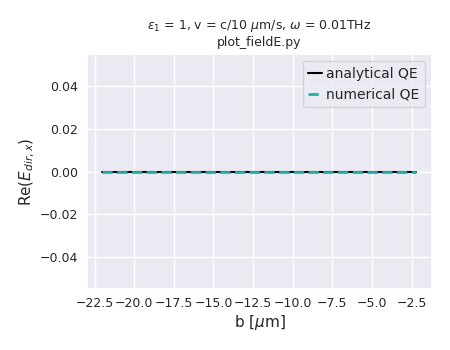 ε₁ = 1, v = c/10 μm/s, ω = 0.01THz
plot_fieldE.py
analytical QE
numerical QE
Re(E_{dir,x})
0.04
0.02
0.00
−0.02
−0.04
−22.5 −20.0 −17.5 −15.0 −12.5 −10.0 −7.5 −5.0 −2.5
b [μm]